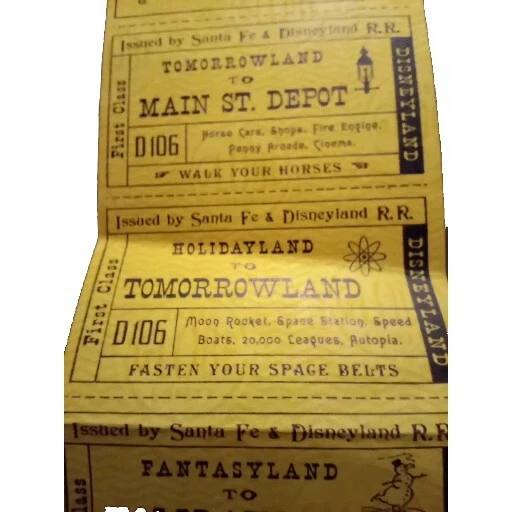 Issued by Santa Fe & Disneyland R.R.
First Class
TOMORROWLAND
TO
MAIN ST. DEPOT
DISNEYLAND
D106
Horse Cars, Shops, Fire Engine,
Penny Arcade, Cinema.
WALK YOUR HORSES
Issued by Santa Fe & Disneyland R.R.
First Class
HOLIDAYLAND
TO
TOMORROWLAND
DISNEYLAND
D106
Moon Rocket, Space Station, Speed
Boats, 20,000 Leagues, Autopia.
FASTEN YOUR SPACE BELTS
Issued by Santa Fe & Disneyland R.R.
FANTASYLAND
TO